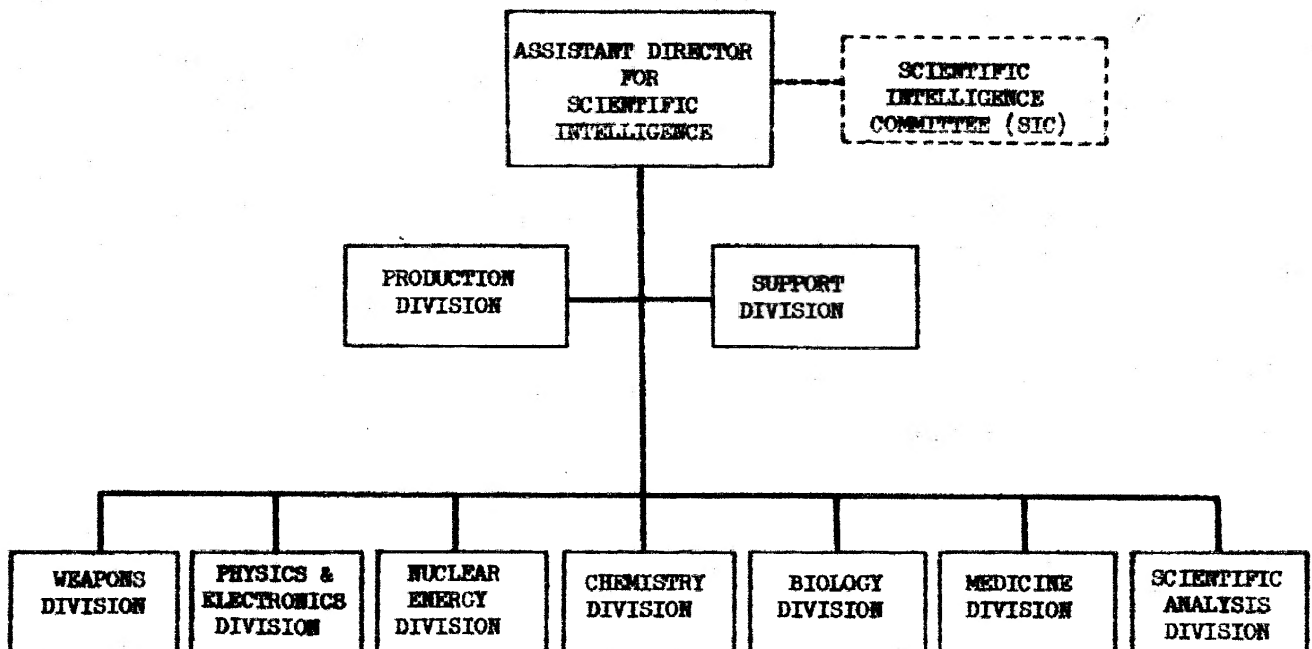 ASSISTANT DIRECTOR
FOR
SCIENTIFIC
INTELLIGENCE
SCIENTIFIC
INTELLIGENCE
COMMITTEE (SIC)
PRODUCTION
DIVISION
SUPPORT
DIVISION
WEAPONS
DIVISION
PHYSICS &
ELECTRONICS
DIVISION
NUCLEAR
ENERGY
DIVISION
CHEMISTRY
DIVISION
BIOLOGY
DIVISION
MEDICINE
DIVISION
SCIENTIFIC
ANALYSIS
DIVISION